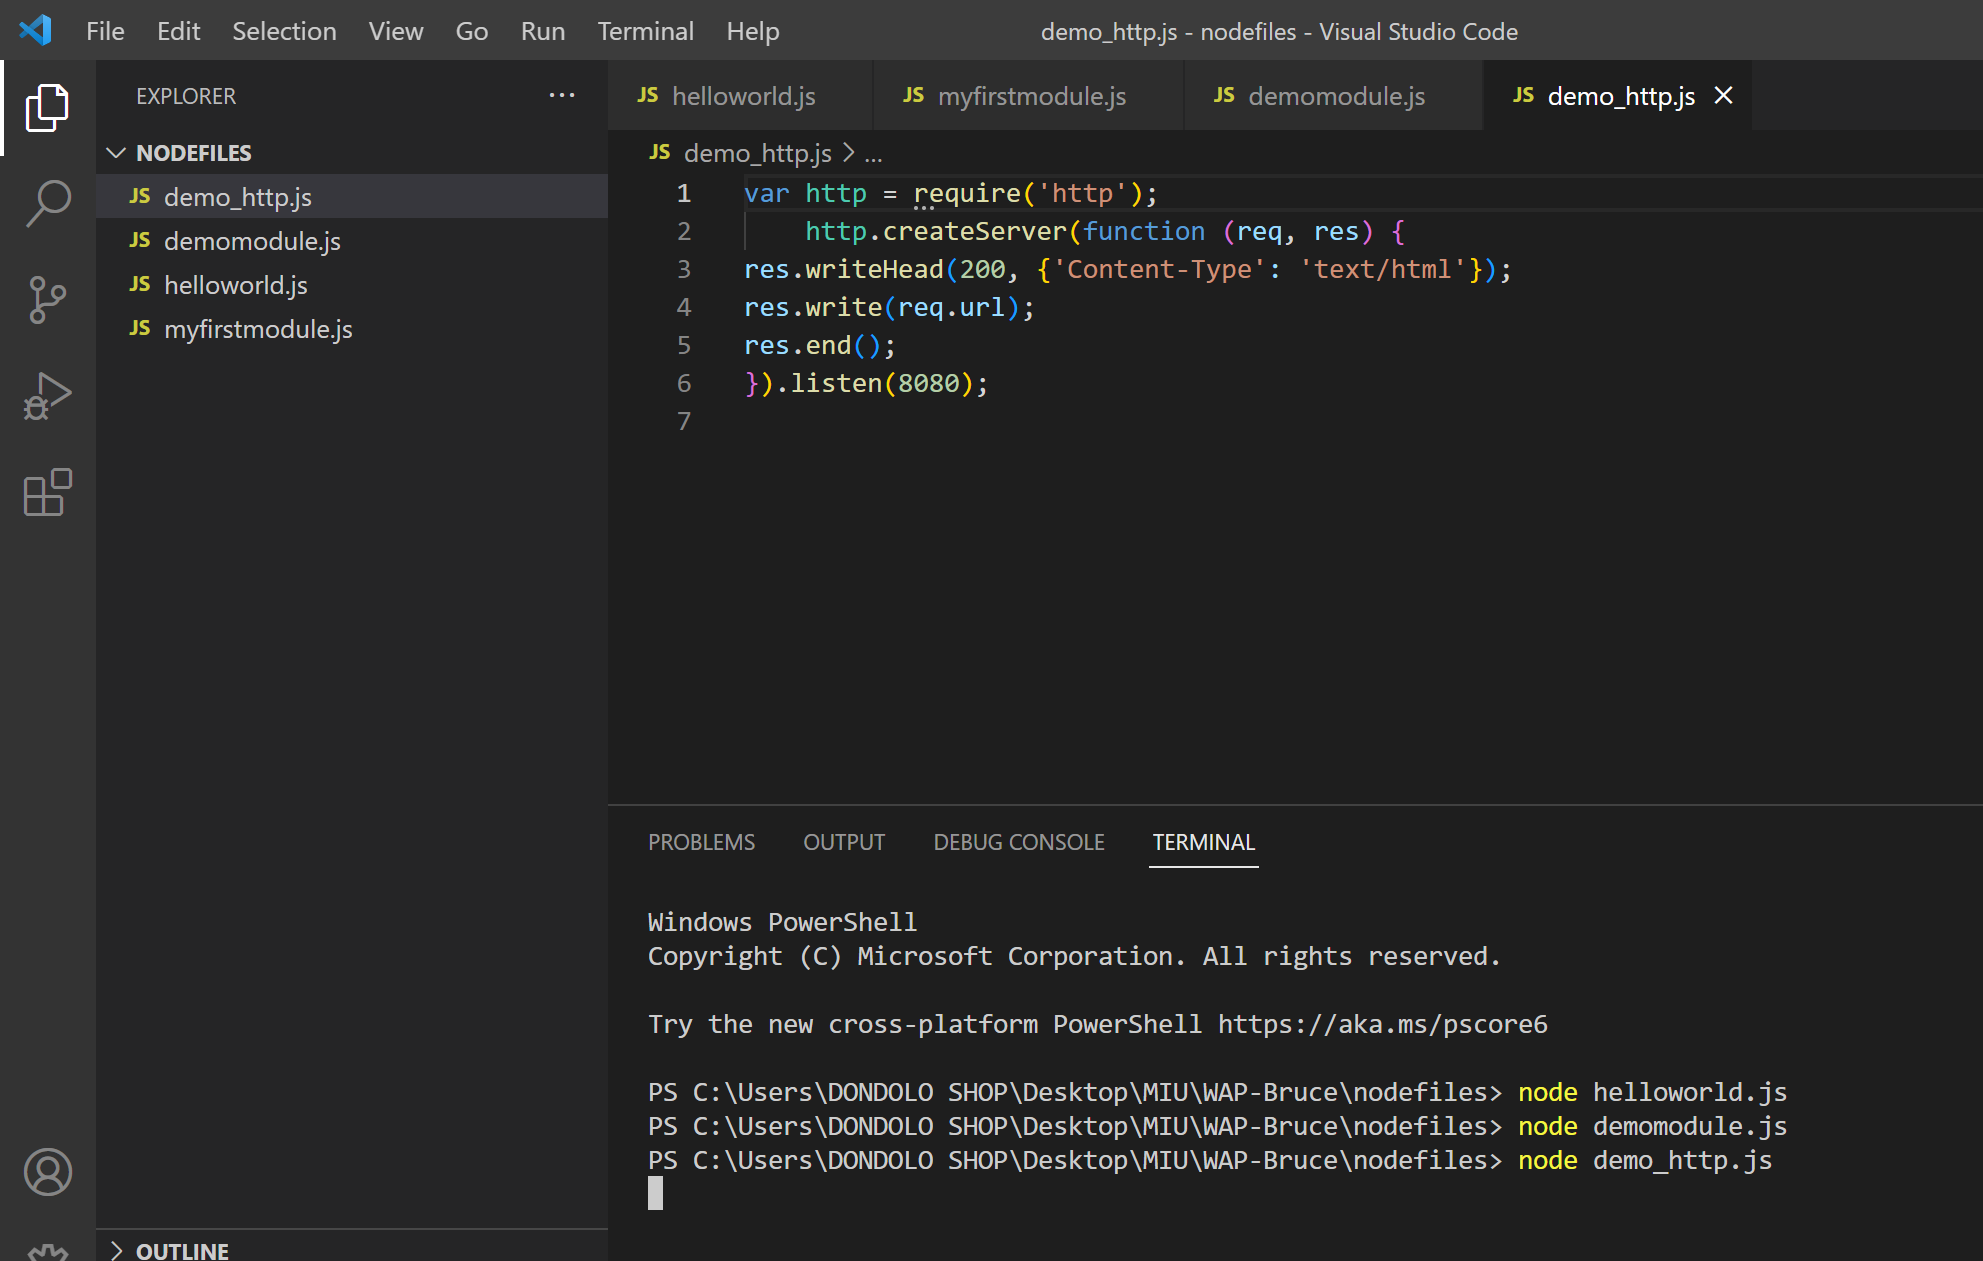 File Edit Selection View Go Run Terminal Help demo_http.js - nodefiles - Visual Studio Code
EXPLORER ···
NODEFILES
JS demo_http.js
JS demomodule.js
JS helloworld.js
JS myfirstmodule.js
OUTLINE
JS helloworld.js JS myfirstmodule.js JS demomodule.js JS demo_http.js
JS demo_http.js > ...
1 var http = require('http');
2     http.createServer(function (req, res) {
3 res.writeHead(200, {'Content-Type': 'text/html'});
4 res.write(req.url);
5 res.end();
6 }).listen(8080);
7
PROBLEMS OUTPUT DEBUG CONSOLE TERMINAL
Windows PowerShell
Copyright (C) Microsoft Corporation. All rights reserved.
Try the new cross-platform PowerShell https://aka.ms/pscore6
PS C:\Users\DONDOLO SHOP\Desktop\MIU\WAP-Bruce\nodefiles> node helloworld.js
PS C:\Users\DONDOLO SHOP\Desktop\MIU\WAP-Bruce\nodefiles> node demomodule.js
PS C:\Users\DONDOLO SHOP\Desktop\MIU\WAP-Bruce\nodefiles> node demo_http.js